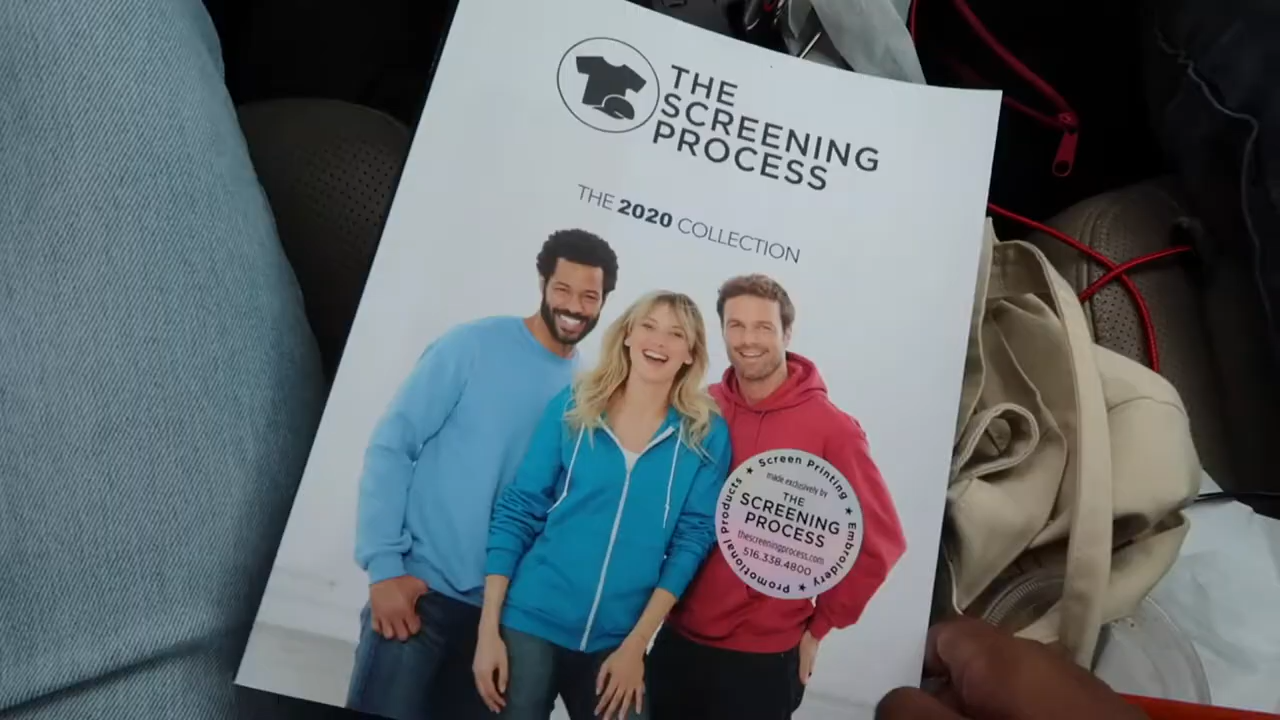 THE
SCREENING
PROCESS
THE 2020 COLLECTION
Screen Printing ★ Embroidery ★ Promotional Products ★
made exclusively by
THE
SCREENING
PROCESS
thescreeningprocess.com
516.338.4800